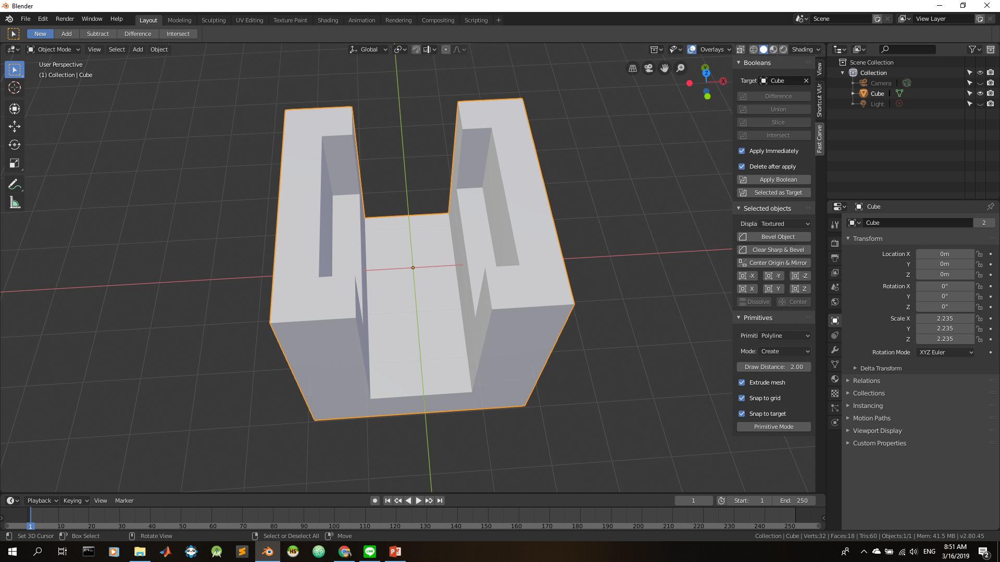 Blender
File Edit Render Window Help Layout Modeling Sculpting UV Editing Texture Paint Shading Animation Rendering Compositing Scripting + Scene View Layer
New Add Subtract Difference Intersect
Object Mode View Select Add Object Global Overlays Shading
User Perspective
(1) Collection | Cube
Y
Z
X
Booleans
Target Cube
Difference
Union
Slice
Intersect
Apply Immediately
Delete after apply
Apply Boolean
Selected as Target
Selected objects
Displa Textured
Bevel Object
Clear Sharp & Bevel
Center Origin & Mirror
-X -Y -Z
X Y Z
Dissolve Center
Primitives
Primiti Polyline
Mode: Create
Draw Distance: 2.00
Extrude mesh
Snap to grid
Snap to target
Primitive Mode
View
Shortcut VUr
Fast Carve
Scene Collection
Collection
Camera
Cube
Light
Cube
Cube 2
Transform
Location X 0m
Y 0m
Z 0m
Rotation X 0°
Y 0°
Z 0°
Scale X 2.235
Y 2.235
Z 2.235
Rotation Mode XYZ Euler
Delta Transform
Relations
Collections
Instancing
Motion Paths
Viewport Display
Custom Properties
Playback Keying View Marker 1 Start: 1 End: 250
1 10 20 30 40 50 60 70 80 90 100 110 120 130 140 150 160 170 180 190 200 210 220 230 240 250
Set 3D Cursor Box Select Rotate View Select or Deselect All Move Collection | Cube | Verts:32 | Faces:18 | Tris:60 | Objects:1/1 | Mem: 41.5 MB | v2.80.45
HS LINE P ENG 8:51 AM
3/16/2019 2